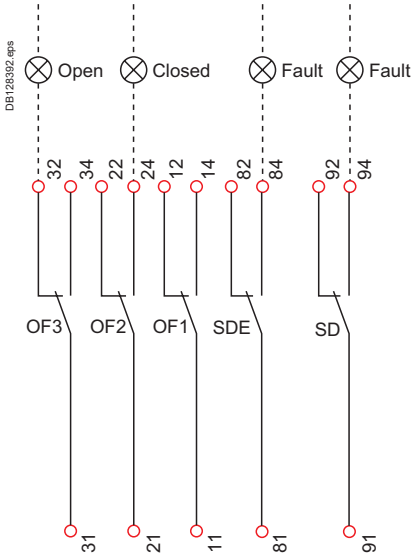 DB128392.eps
Open Closed Fault Fault
32 34 22 24 12 14 82 84 92 94
OF3 OF2 OF1 SDE SD
31 21 11 81 91